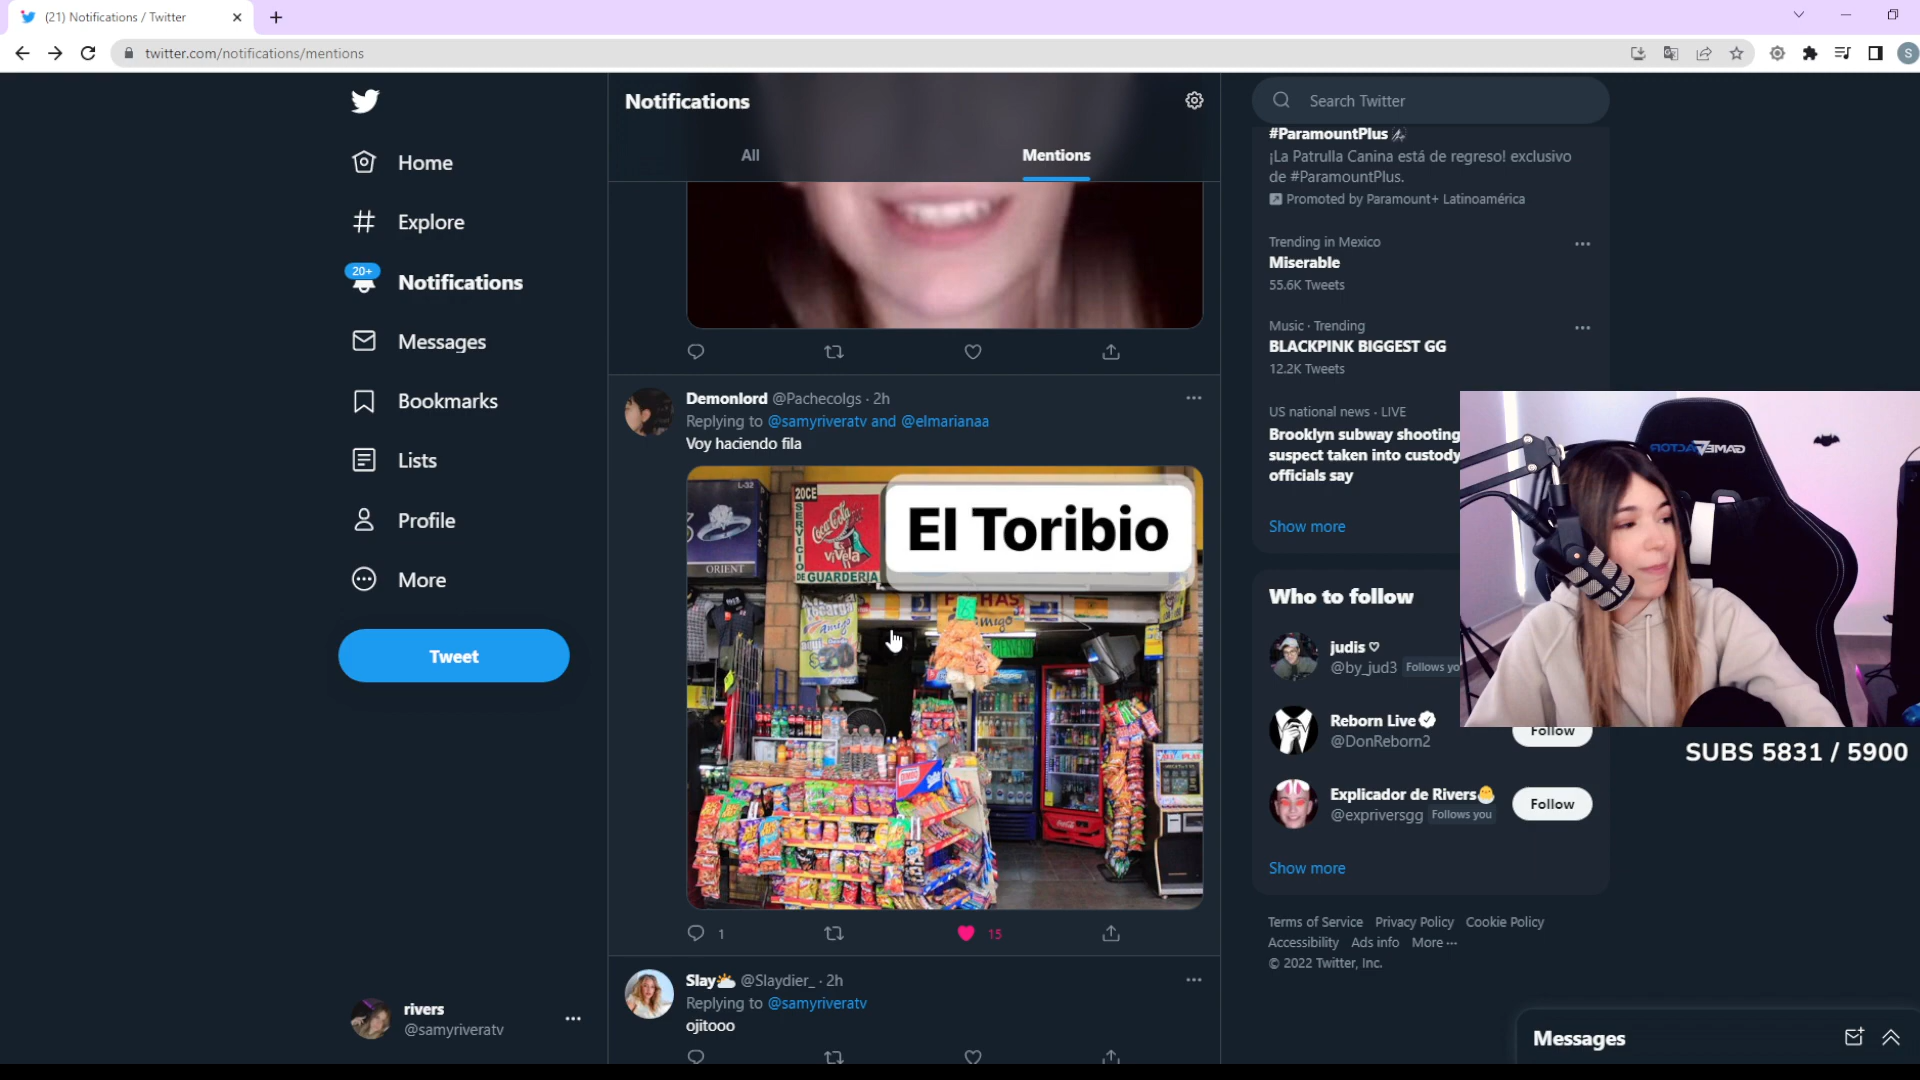 (21) Notifications / Twitter
twitter.com/notifications/mentions
S
Home
Explore
20+
Notifications
Messages
Bookmarks
Lists
Profile
More
Tweet
rivers
@samyriveratv
Notifications
All
Mentions
Demonlord @Pachecolgs · 2h
Replying to @samyriveratv and @elmarianaa
Voy haciendo fila
El Toribio
L-32
ORIENT
20CE
SERVICIO
DE GUARDERIA
Coca-Cola
vívela
recarga
Amigo
aquí
Amigo
1
15
Slay @Slaydier_ · 2h
Replying to @samyriveratv
ojitooo
Search Twitter
#ParamountPlus
¡La Patrulla Canina está de regreso! exclusivo
de #ParamountPlus.
Promoted by Paramount+ Latinoamérica
Trending in Mexico
Miserable
55.6K Tweets
Music · Trending
BLACKPINK BIGGEST GG
12.2K Tweets
US national news · LIVE
Brooklyn subway shooting
suspect taken into custody
officials say
Show more
Who to follow
judis ♡
@by_jud3 Follows yo
Reborn Live
@DonReborn2
Follow
Explicador de Rivers
@expriversgg Follows you
Follow
Show more
Terms of Service Privacy Policy Cookie Policy
Accessibility Ads info More ···
© 2022 Twitter, Inc.
GAMEFACTOR
SUBS 5831 / 5900
Messages